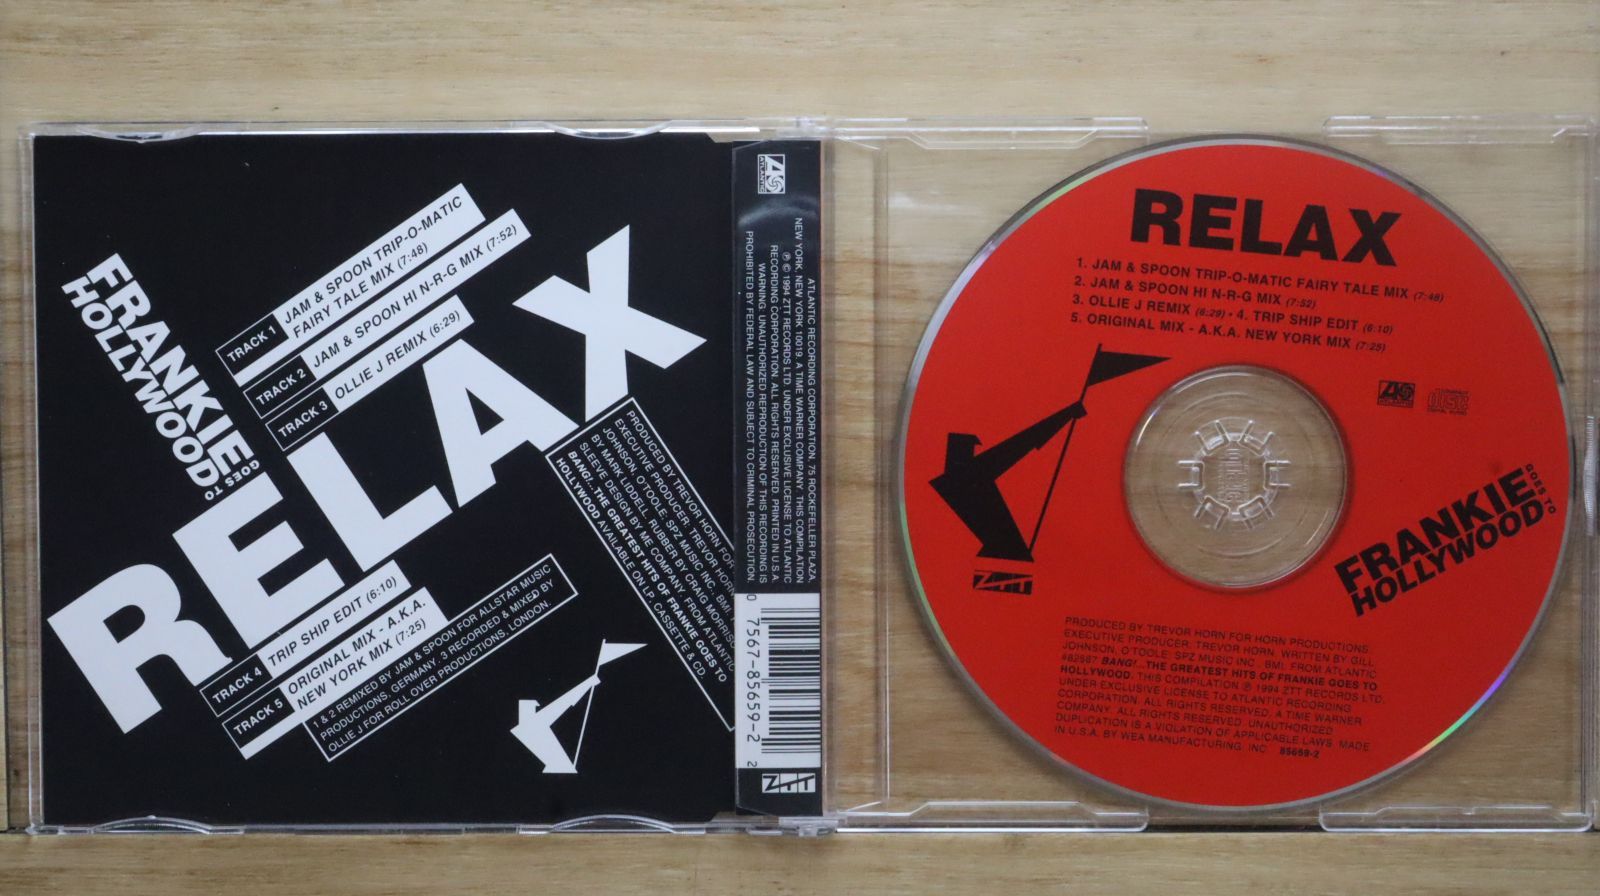 FRANKIE
GOES TO
HOLLYWOOD
RELAX
TRACK 1
JAM & SPOON TRIP-O-MATIC
FAIRY TALE MIX (7:48)
TRACK 2
JAM & SPOON HI N-R-G MIX (7:52)
TRACK 3
OLLIE J REMIX (6:29)
TRACK 4
TRIP SHIP EDIT (6:10)
TRACK 5
ORIGINAL MIX - A.K.A.
NEW YORK MIX (7:25)
1 & 2 REMIXED BY JAM & SPOON FOR ALLSTAR MUSIC
PRODUCTIONS, GERMANY. 3 RECORDED & MIXED BY
OLLIE J FOR ROLL OVER PRODUCTIONS, LONDON.
PRODUCED BY TREVOR HORN FOR
EXECUTIVE PRODUCER: TREVOR HORN
JOHNSON, O'TOOLE; SPZ MUSIC INC., BMI.
BY MARK LIDDELL. RUBBER BY CRAIG MORRISO
SLEEVE DESIGN BY ME COMPANY. FROM ATLANTIC
BANG!...THE GREATEST HITS OF FRANKIE GOES TO
HOLLYWOOD AVAILABLE ON LP, CASSETTE & CD.
ATLANTIC
ATLANTIC RECORDING CORPORATION, 75 ROCKEFELLER PLAZA,
NEW YORK, NEW YORK 10019. A TIME WARNER COMPANY. THIS COMPILATION
℗ © 1994 ZTT RECORDS LTD. UNDER EXCLUSIVE LICENSE TO ATLANTIC
RECORDING CORPORATION. ALL RIGHTS RESERVED. PRINTED IN U.S.A.
WARNING: UNAUTHORIZED REPRODUCTION OF THIS RECORDING IS
PROHIBITED BY FEDERAL LAW AND SUBJECT TO CRIMINAL PROSECUTION.
0 7567-85659-2 2
ZTT
RELAX
1. JAM & SPOON TRIP-O-MATIC FAIRY TALE MIX (7:48)
2. JAM & SPOON HI N-R-G MIX (7:52)
3. OLLIE J REMIX (6:29) • 4. TRIP SHIP EDIT (6:10)
5. ORIGINAL MIX - A.K.A. NEW YORK MIX (7:25)
ATLANTIC
COMPACT
disc
DIGITAL AUDIO
ZTT
FRANKIE
GOES TO
HOLLYWOOD
PRODUCED BY TREVOR HORN FOR HORN PRODUCTIONS.
EXECUTIVE PRODUCER: TREVOR HORN. WRITTEN BY GILL,
JOHNSON, O'TOOLE; SPZ MUSIC INC., BMI. FROM ATLANTIC
#82587 BANG!...THE GREATEST HITS OF FRANKIE GOES TO
HOLLYWOOD. THIS COMPILATION ℗ 1994 ZTT RECORDS LTD.
UNDER EXCLUSIVE LICENSE TO ATLANTIC RECORDING
CORPORATION. ALL RIGHTS RESERVED. A TIME WARNER
COMPANY. ALL RIGHTS RESERVED. UNAUTHORIZED
DUPLICATION IS A VIOLATION OF APPLICABLE LAWS. MADE
IN U.S.A. BY WEA MANUFACTURING, INC. 85659-2